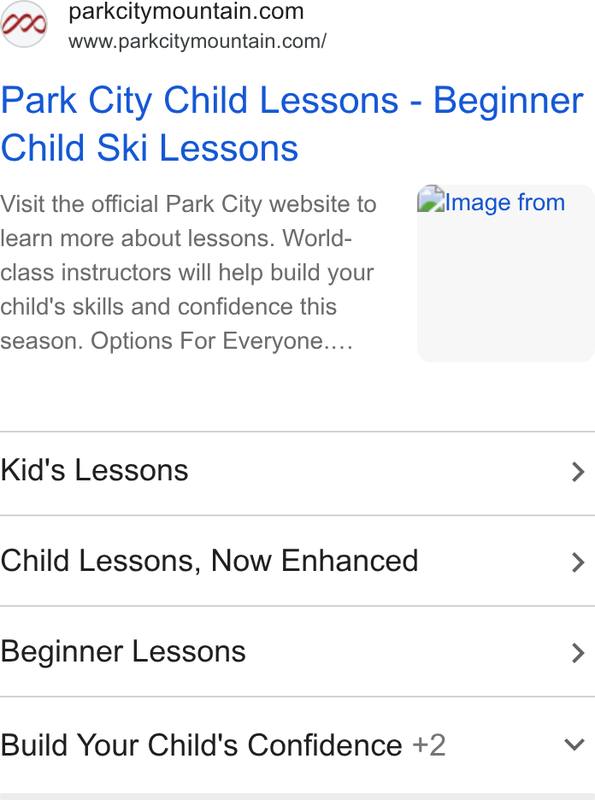 parkcitymountain.com
www.parkcitymountain.com/
Park City Child Lessons - Beginner
Child Ski Lessons
Visit the official Park City website to
learn more about lessons. World-
class instructors will help build your
child's skills and confidence this
season. Options For Everyone.…
Image from
Kid's Lessons
Child Lessons, Now Enhanced
Beginner Lessons
Build Your Child's Confidence +2